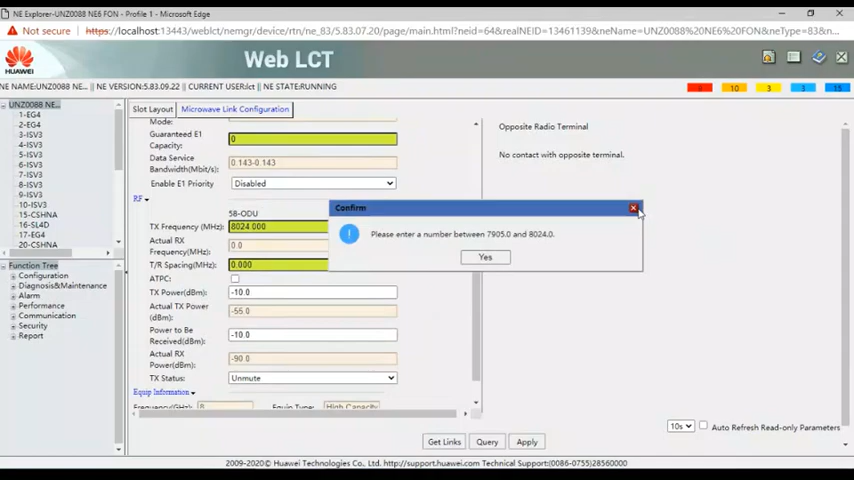 NE Explorer-UNZ0088 NE6 FON - Profile 1 - Microsoft Edge
Not secure
https://localhost:13443/weblct/nemgr/device/rtn/ne_83/5.83.07.20/page/main.html?neid=64&realNEID=13461139&neName=UNZ0088%20NE6%20FON&neType=83&n
HUAWEI
Web LCT
NE NAME:UNZ0088 NE... NE VERSION:5.83.09.22 CURRENT USER:lct NE STATE:RUNNING
10
3
3
15
UNZ0088 NE...
1-EG4
2-EG4
3-ISV3
4-ISV3
5-ISV3
6-ISV3
7-ISV3
8-ISV3
9-ISV3
10-ISV3
15-CSHNA
16-SL4D
17-EG4
20-CSHNA
Function Tree
Configuration
Diagnosis&Maintenance
Alarm
Performance
Communication
Security
Report
Slot Layout
Microwave Link Configuration
Mode:
Guaranteed E1 Capacity:
0
Data Service Bandwidth(Mbit/s):
0.143-0.143
Enable E1 Priority
Disabled
RF
58-ODU
TX Frequency (MHz)
8024.000
Actual RX Frequency(MHz)
0.0
T/R Spacing(MHz)
0.000
ATPC:
TX Power(dBm)
-10.0
Actual TX Power (dBm):
-55.0
Power to Be Received(dBm)
-10.0
Actual RX Power(dBm):
-90.0
TX Status:
Unmute
Equip Information
Frequency(GHz)
8
Equip Type:
High Capacity
Opposite Radio Terminal
No contact with opposite terminal.
Confirm
Please enter a number between 7905.0 and 8024.0.
Yes
10s
Auto Refresh Read-only Parameters
Get Links
Query
Apply
2009-2020© Huawei Technologies Co., Ltd. http://support.huawei.com Technical Support:(0086-0755)28560000